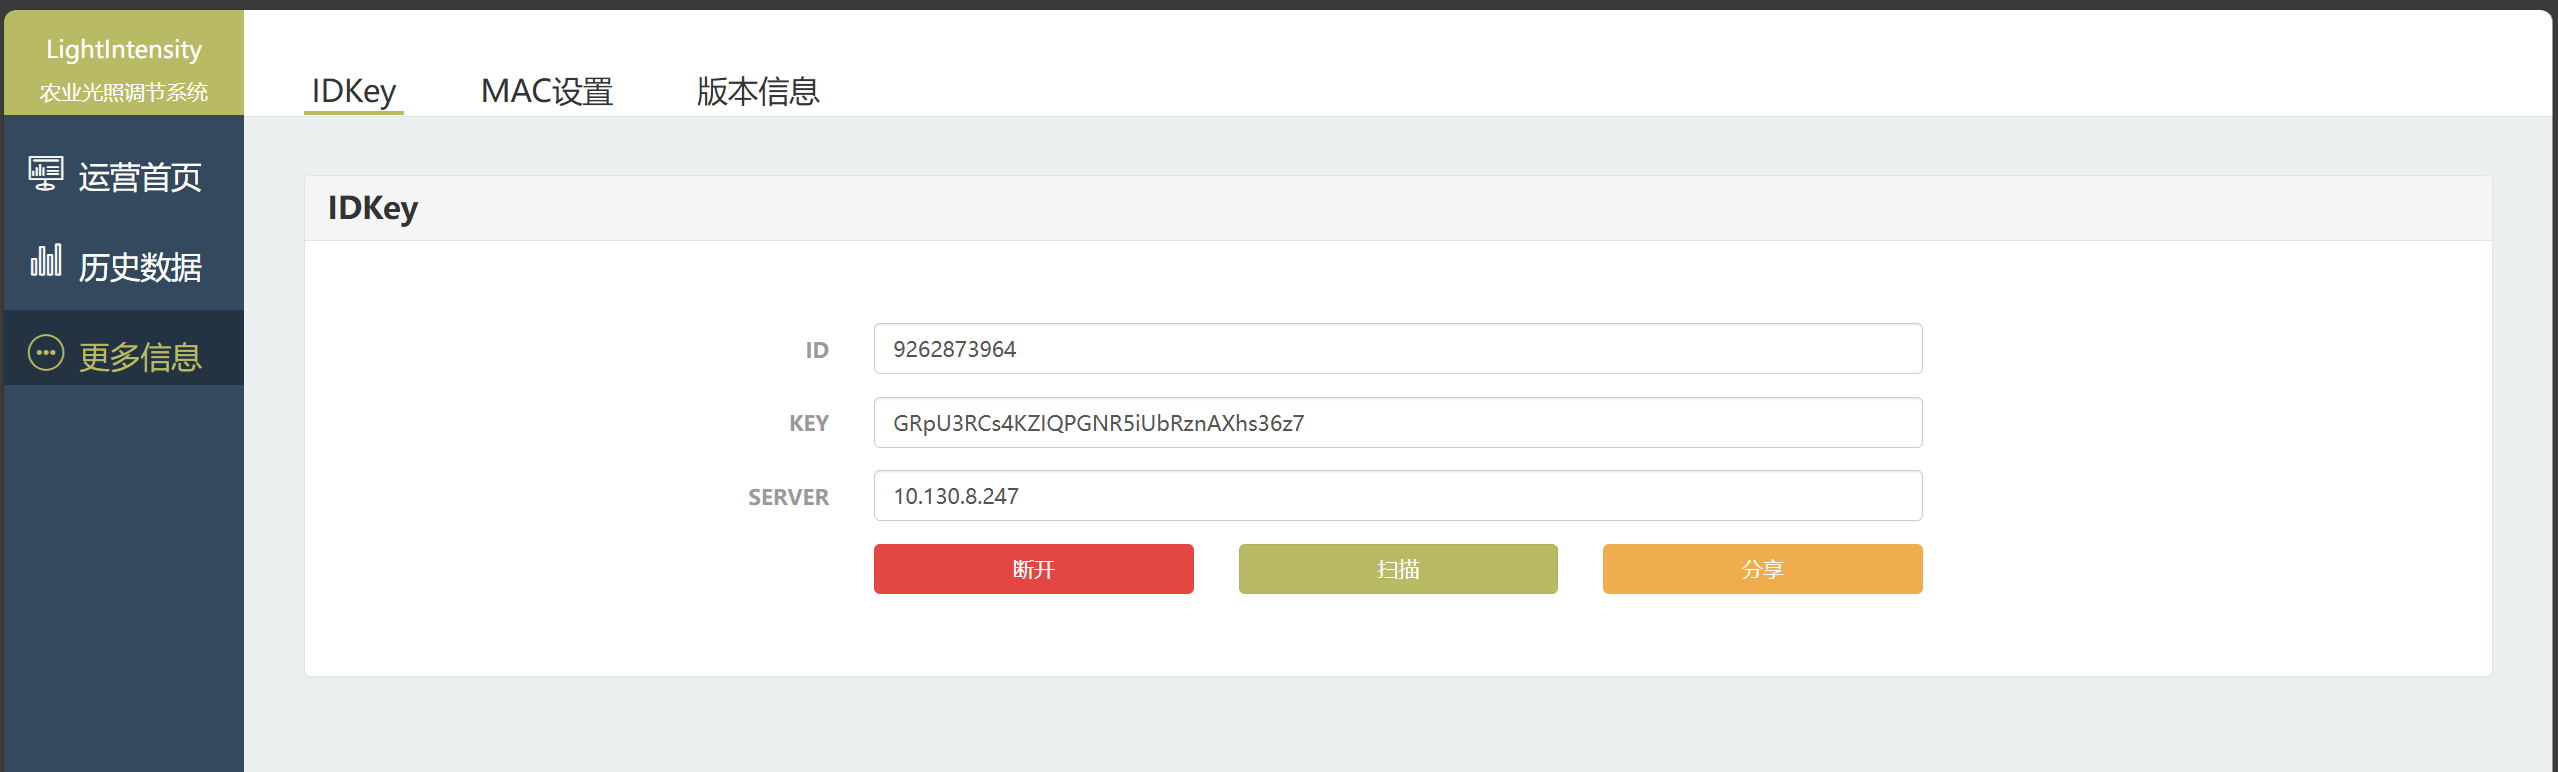 LightIntensity
农业光照调节系统
IDKey MAC设置 版本信息
运营首页
历史数据
更多信息
IDKey
ID 9262873964
KEY GRpU3RCs4KZIQPGNR5iUbRznAXhs36z7
SERVER 10.130.8.247
断开 扫描 分享